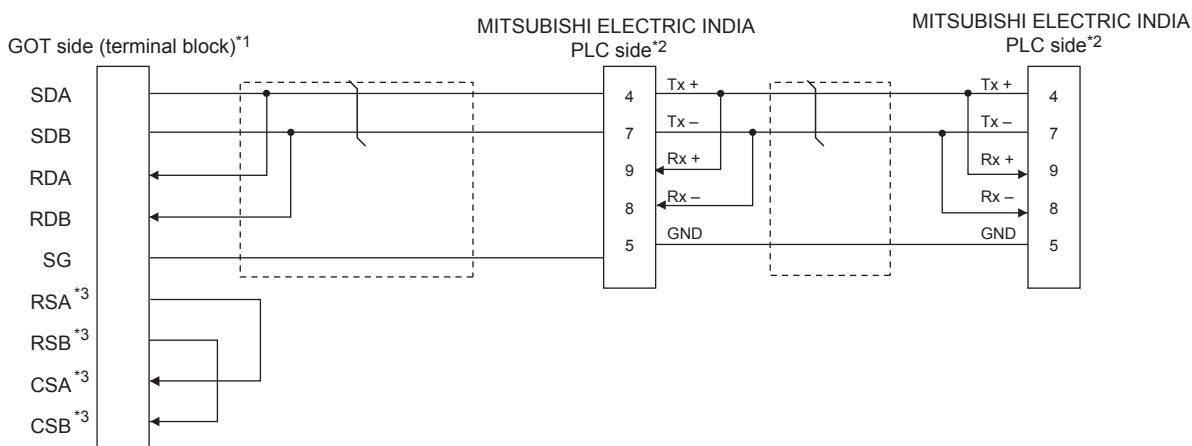 GOT side (terminal block)*1
MITSUBISHI ELECTRIC INDIA
PLC side*2
MITSUBISHI ELECTRIC INDIA
PLC side*2
SDA
SDB
RDA
RDB
SG
RSA*3
RSB*3
CSA*3
CSB*3
4
7
9
8
5
Tx +
Tx –
Rx +
Rx –
GND
Tx +
Tx –
Rx +
Rx –
GND
4
7
9
8
5